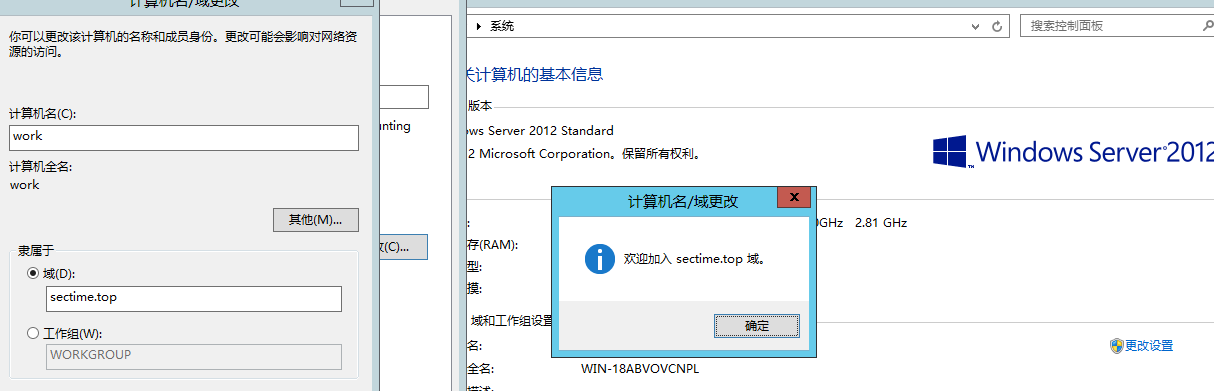 计算机名/域更改
你可以更改该计算机的名称和成员身份。更改可能会影响对网络资
源的访问。
计算机名(C):
work
计算机全名:
work
其他(M)...
隶属于
域(D):
sectime.top
工作组(W):
WORKGROUP
unting
(C)...
系统
搜索控制面板
计算机的基本信息
版本
ows Server 2012 Standard
2 Microsoft Corporation。保留所有权利。
Windows Server 2012
GHz 2.81 GHz
存(RAM):
型:
摸:
计算机名/域更改
x
欢迎加入 sectime.top 域。
确定
域和工作组设置
名:
更改设置
全名:
WIN-18ABVOVCNPL